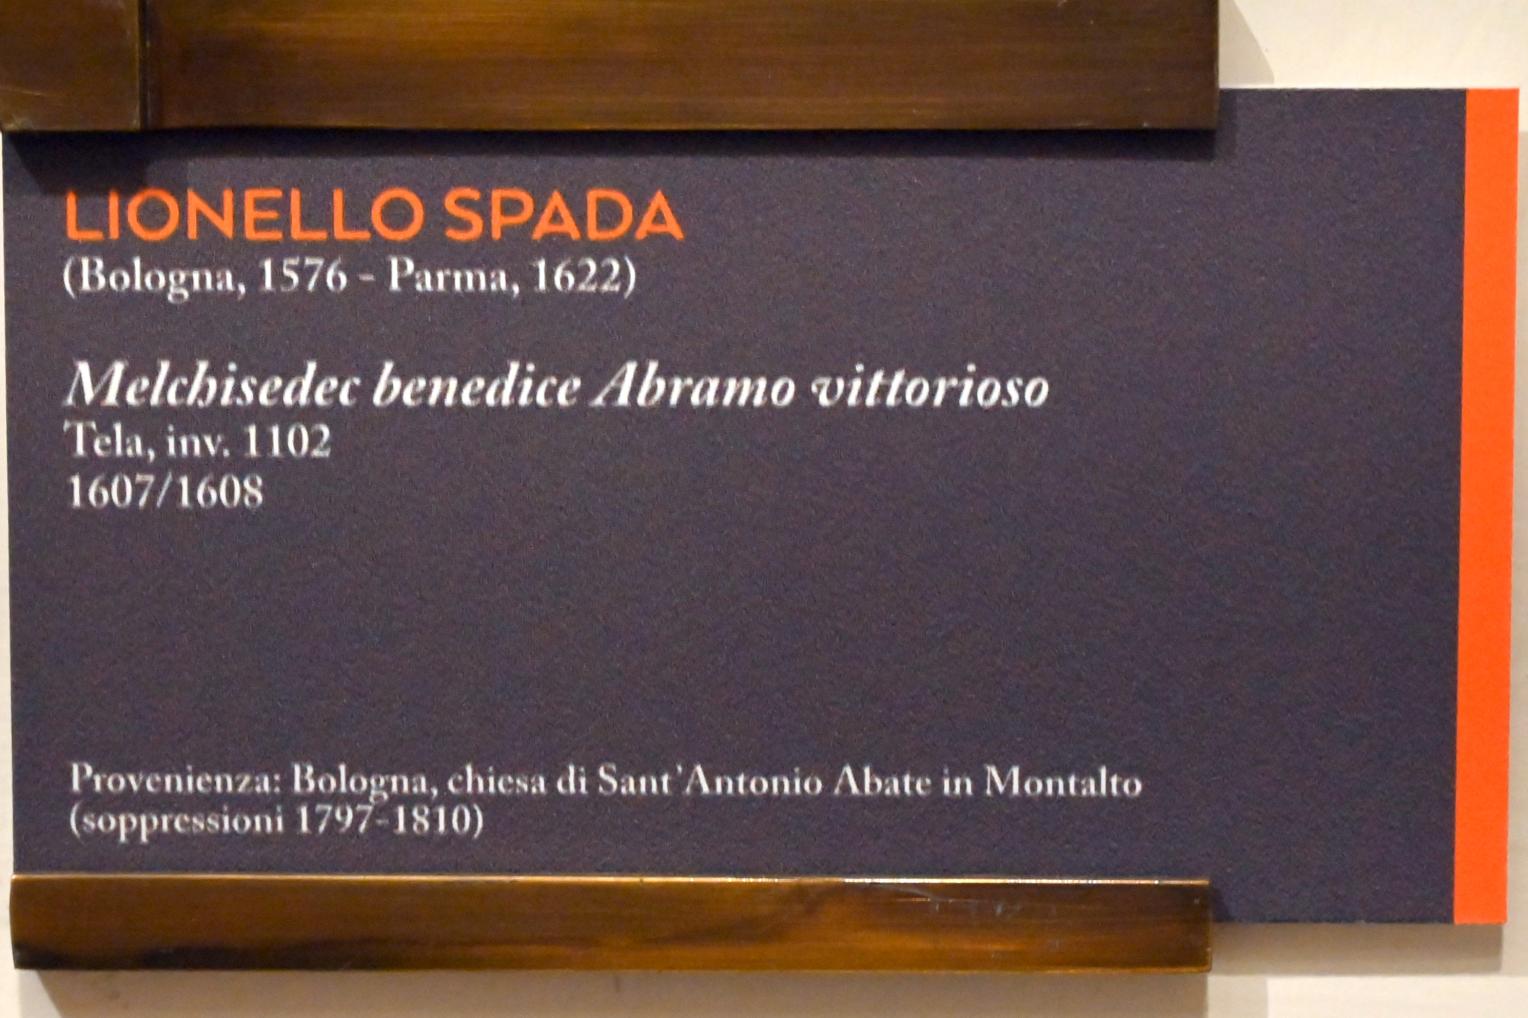 LIONELLO SPADA
(Bologna, 1576 - Parma, 1622)
Melchisedec benedice Abramo vittorioso
Tela, inv. 1102
1607/1608
Provenienza: Bologna, chiesa di Sant'Antonio Abate in Montalto
(soppressioni 1797-1810)